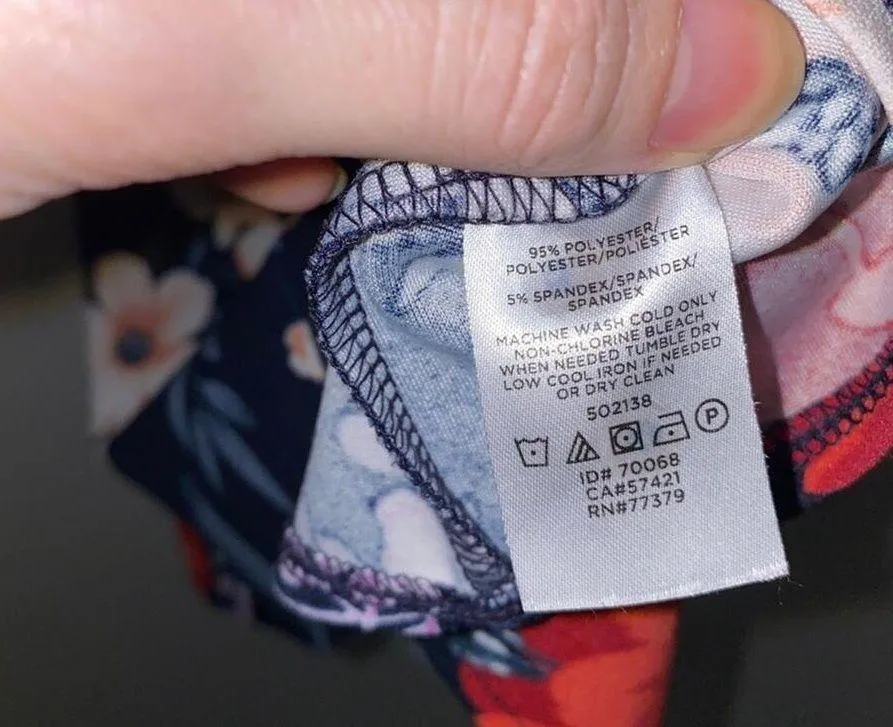 95% POLYESTER/
POLYESTER/POLIESTER
5% SPANDEX/SPANDEX/
SPANDEX
MACHINE WASH COLD ONLY
NON-CHLORINE BLEACH
WHEN NEEDED TUMBLE DRY
LOW COOL IRON IF NEEDED
OR DRY CLEAN
502138
P
ID# 70068
CA#57421
RN#77379